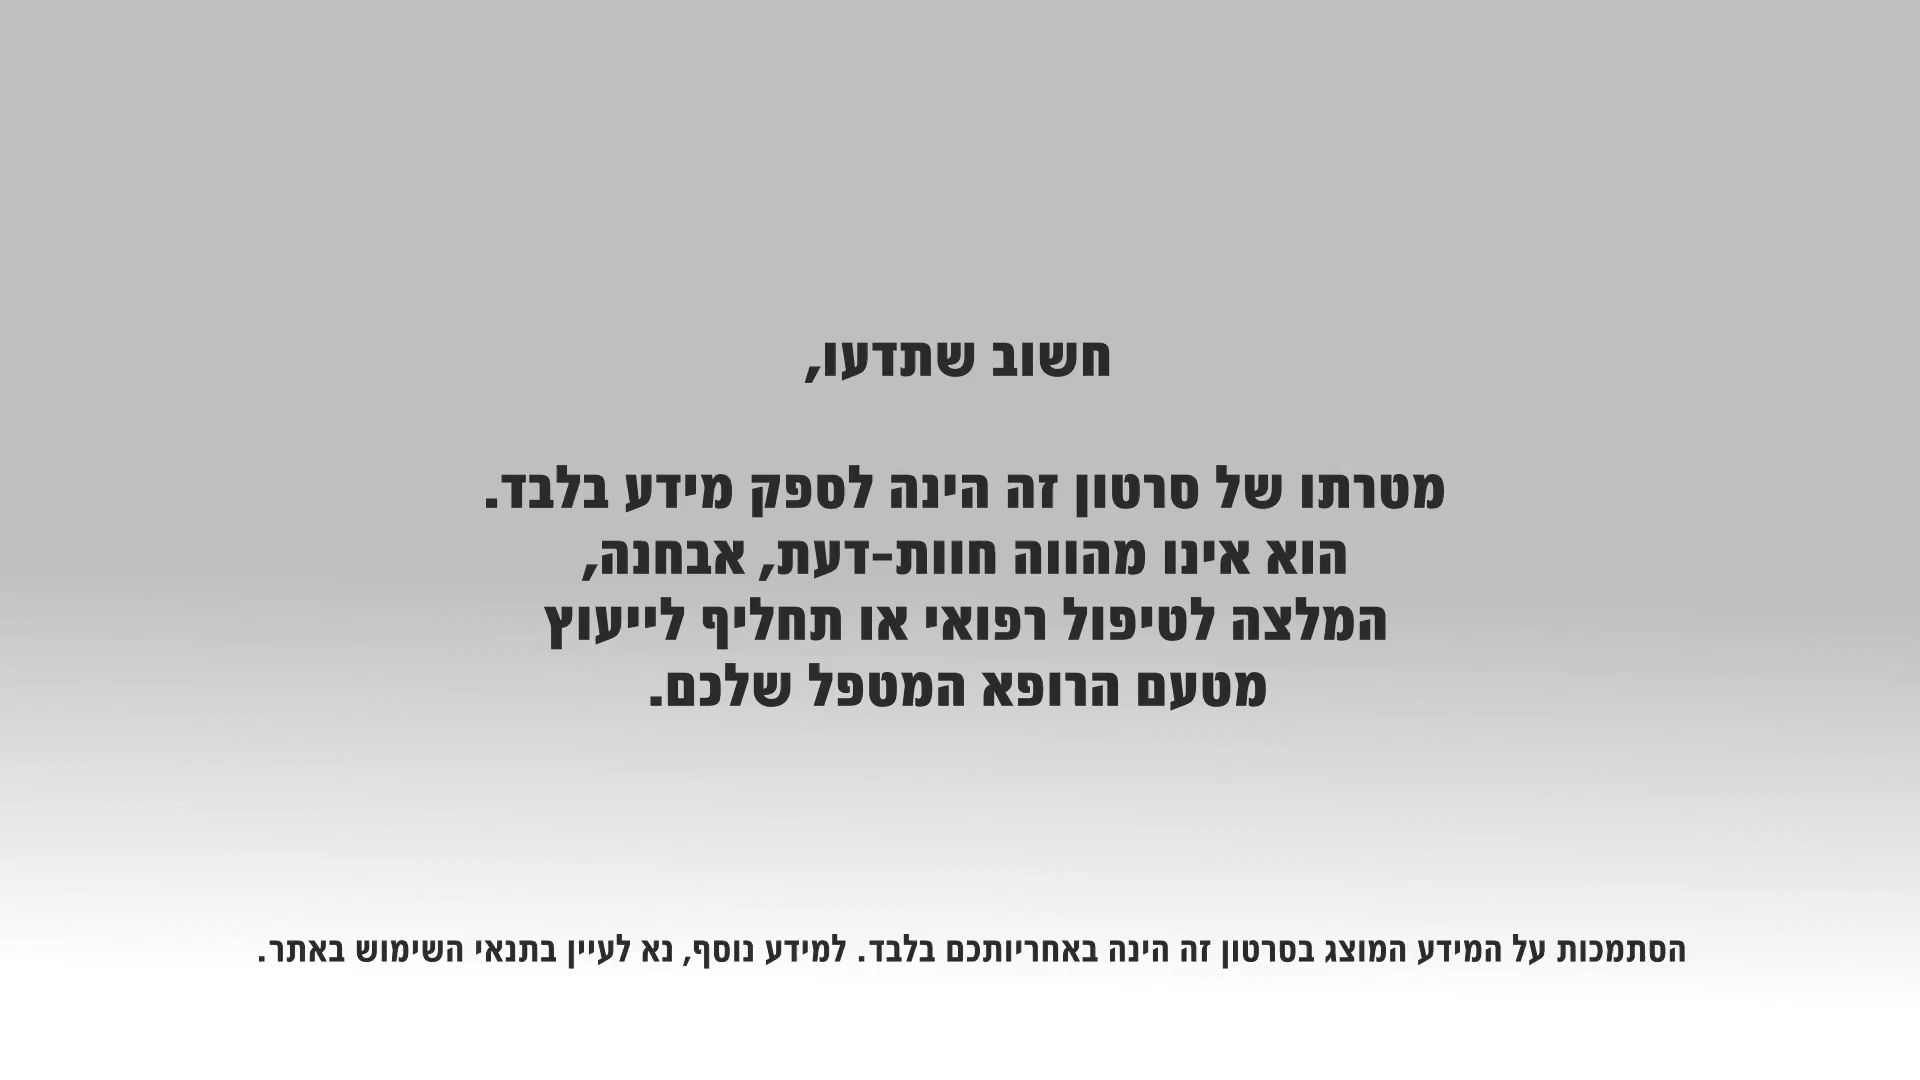 חשוב שתדעו,
מטרתו של סרטון זה הינה לספק מידע בלבד.
הוא אינו מהווה חוות-דעת, אבחנה,
המלצה לטיפול רפואי או תחליף לייעוץ
מטעם הרופא המטפל שלכם.
הסתמכות על המידע המוצג בסרטון זה הינה באחריותכם בלבד. למידע נוסף, נא לעיין בתנאי השימוש באתר.